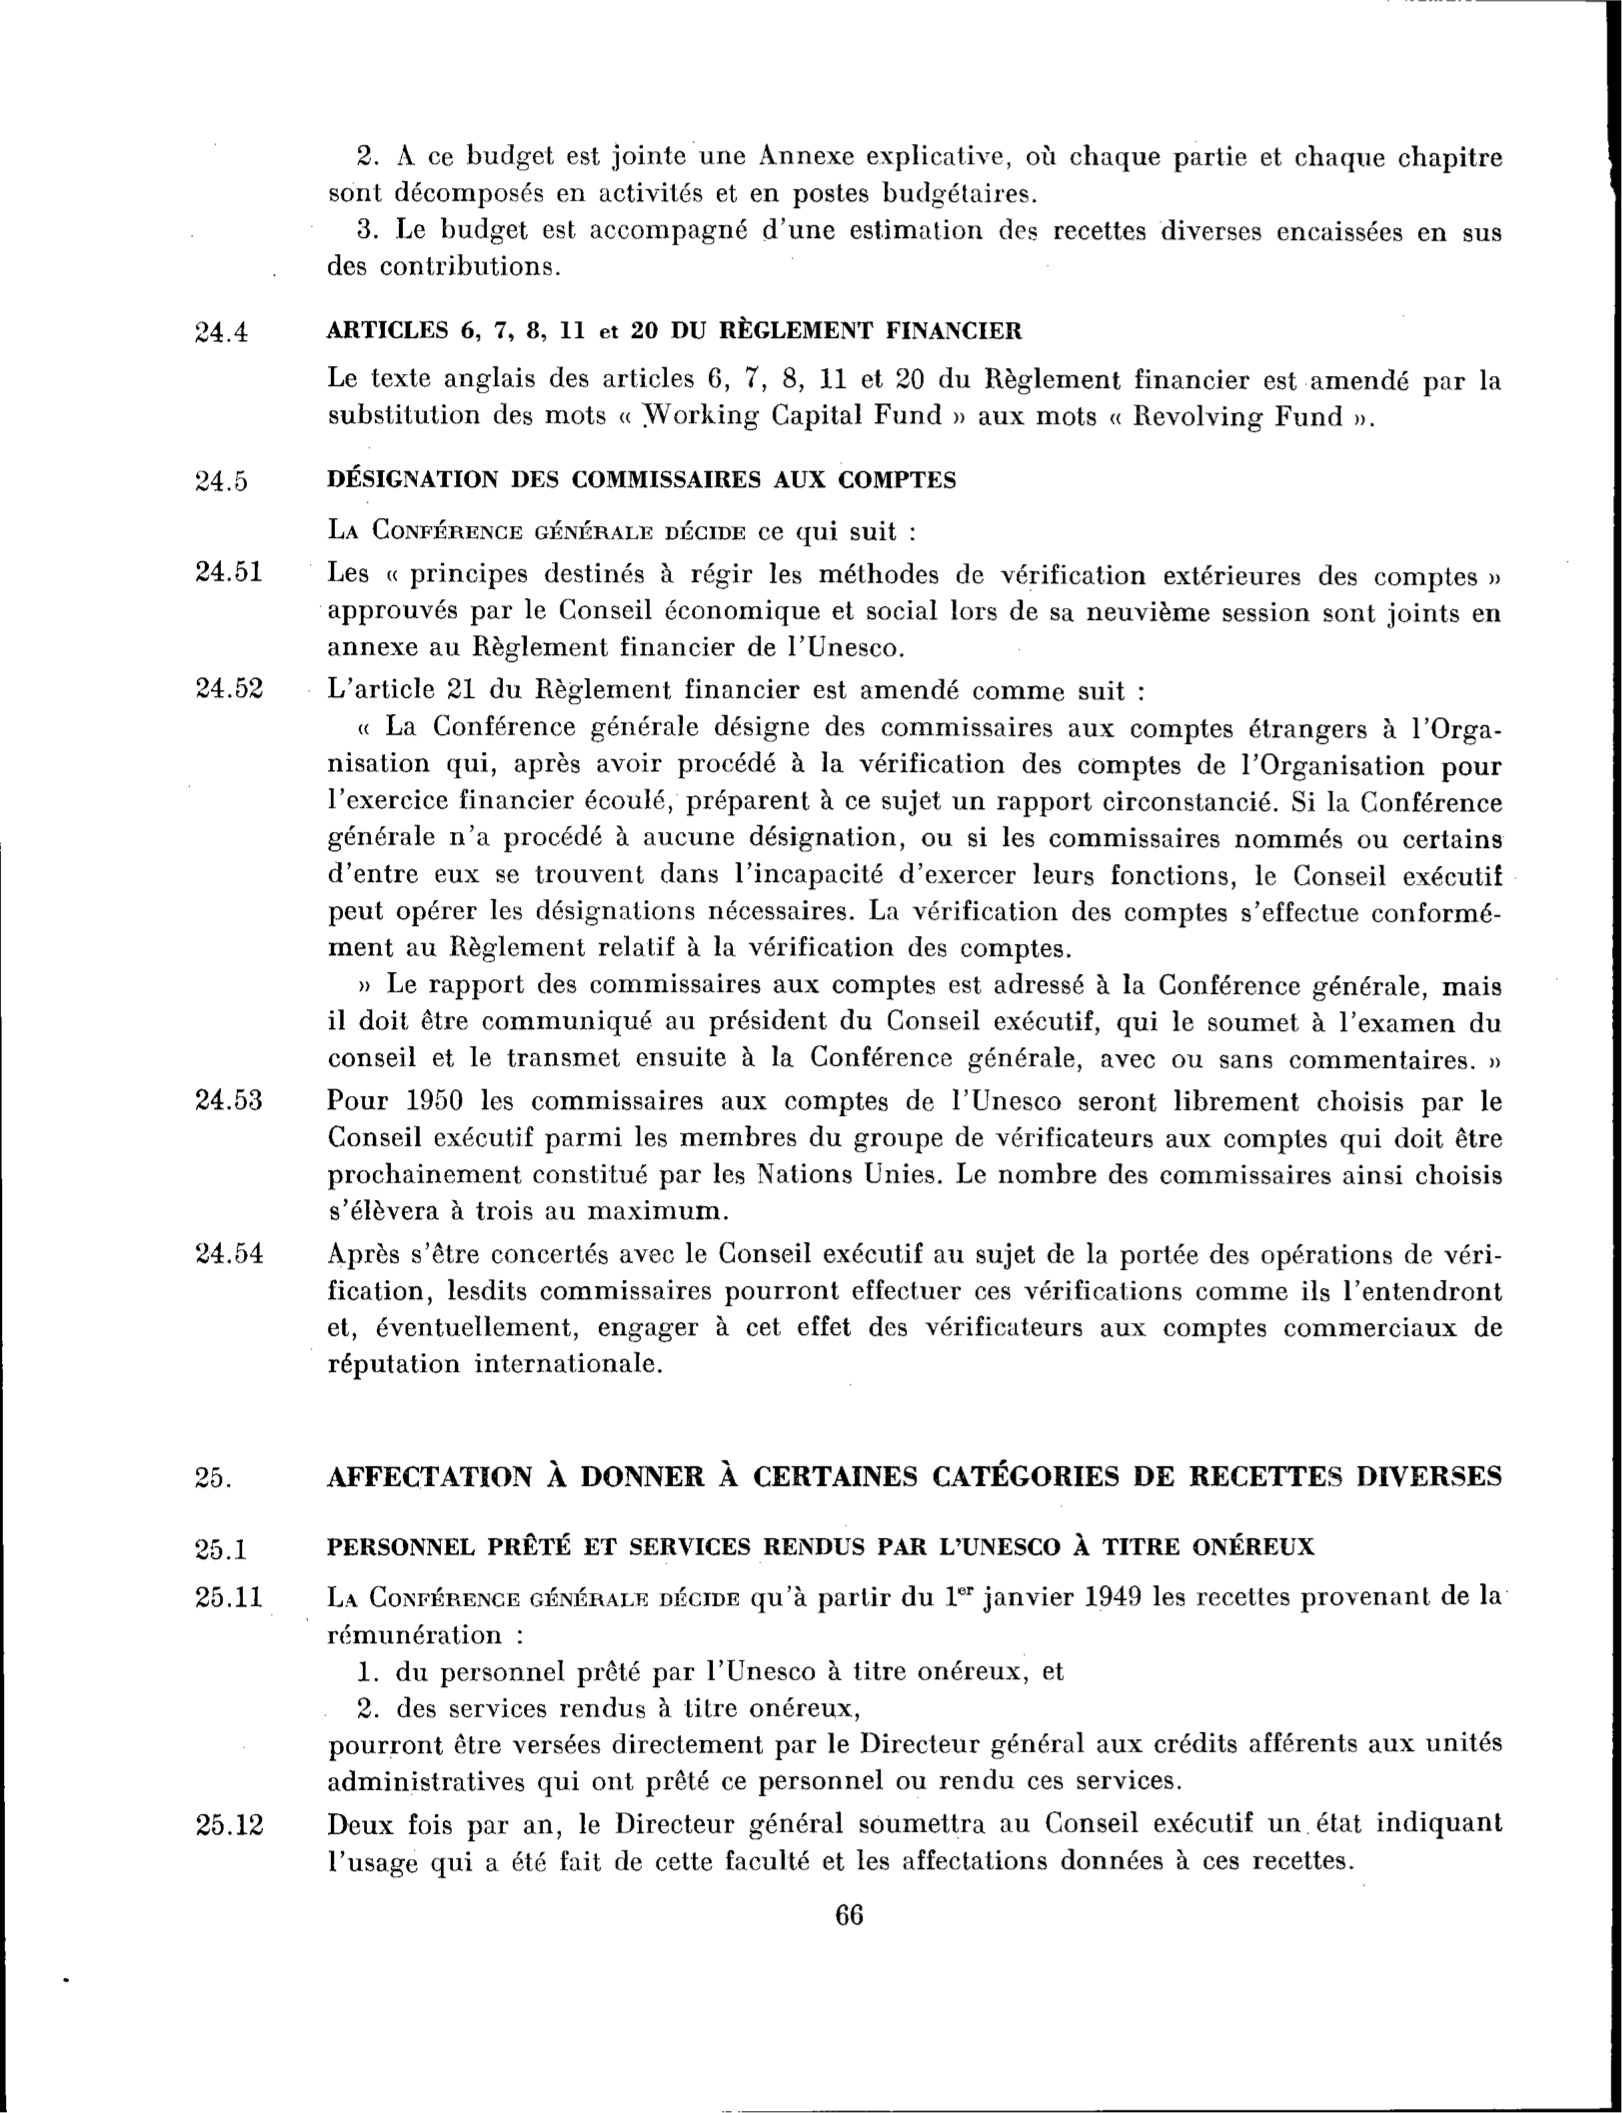 2. A ce budget est jointe une Annexe explicative, où chaque partie et chaque chapitre
sont décomposés en activités et en postes budgétaires.
3. Le budget est accompagné d'une estimation des recettes diverses encaissées en sus
des contributions.
24.4 ARTICLES 6, 7, 8, 11 et 20 DU RÈGLEMENT FINANCIER
Le texte anglais des articles 6, 7, 8, 11 et 20 du Règlement financier est amendé par la
substitution des mots « Working Capital Fund » aux mots « Revolving Fund ».
24.5 DÉSIGNATION DES COMMISSAIRES AUX COMPTES
LA CONFÉRENCE GÉNÉRALE DÉCIDE ce qui suit :
24.51 Les « principes destinés à régir les méthodes de vérification extérieures des comptes »
approuvés par le Conseil économique et social lors de sa neuvième session sont joints en
annexe au Règlement financier de l'Unesco.
24.52 L'article 21 du Règlement financier est amendé comme suit :
« La Conférence générale désigne des commissaires aux comptes étrangers à l'Orga-
nisation qui, après avoir procédé à la vérification des comptes de l'Organisation pour
l'exercice financier écoulé, préparent à ce sujet un rapport circonstancié. Si la Conférence
générale n'a procédé à aucune désignation, ou si les commissaires nommés ou certains
d'entre eux se trouvent dans l'incapacité d'exercer leurs fonctions, le Conseil exécutif
peut opérer les désignations nécessaires. La vérification des comptes s'effectue conformé-
ment au Règlement relatif à la vérification des comptes.
» Le rapport des commissaires aux comptes est adressé à la Conférence générale, mais
il doit être communiqué au président du Conseil exécutif, qui le soumet à l'examen du
conseil et le transmet ensuite à la Conférence générale, avec ou sans commentaires. »
24.53 Pour 1950 les commissaires aux comptes de l'Unesco seront librement choisis par le
Conseil exécutif parmi les membres du groupe de vérificateurs aux comptes qui doit être
prochainement constitué par les Nations Unies. Le nombre des commissaires ainsi choisis
s'élèvera à trois au maximum.
24.54 Après s'être concertés avec le Conseil exécutif au sujet de la portée des opérations de véri-
fication, lesdits commissaires pourront effectuer ces vérifications comme ils l'entendront
et, éventuellement, engager à cet effet des vérificateurs aux comptes commerciaux de
réputation internationale.
25. AFFECTATION À DONNER À CERTAINES CATÉGORIES DE RECETTES DIVERSES
25.1 PERSONNEL PRÊTÉ ET SERVICES RENDUS PAR L'UNESCO À TITRE ONÉREUX
25.11 LA CONFÉRENCE GÉNÉRALE DÉCIDE qu'à partir du 1er janvier 1949 les recettes provenant de la
rémunération :
1. du personnel prêté par l'Unesco à titre onéreux, et
2. des services rendus à titre onéreux,
pourront être versées directement par le Directeur général aux crédits afférents aux unités
administratives qui ont prêté ce personnel ou rendu ces services.
25.12 Deux fois par an, le Directeur général soumettra au Conseil exécutif un état indiquant
l'usage qui a été fait de cette faculté et les affectations données à ces recettes.
66